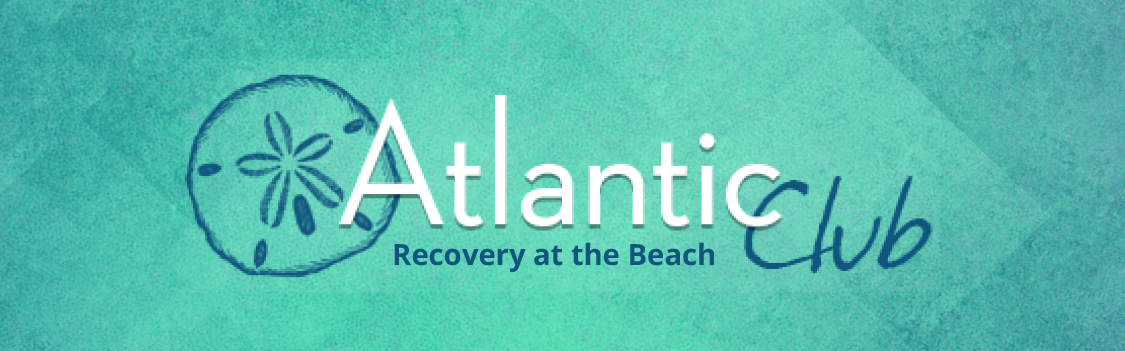 Atlantic
Club
Recovery at the Beach